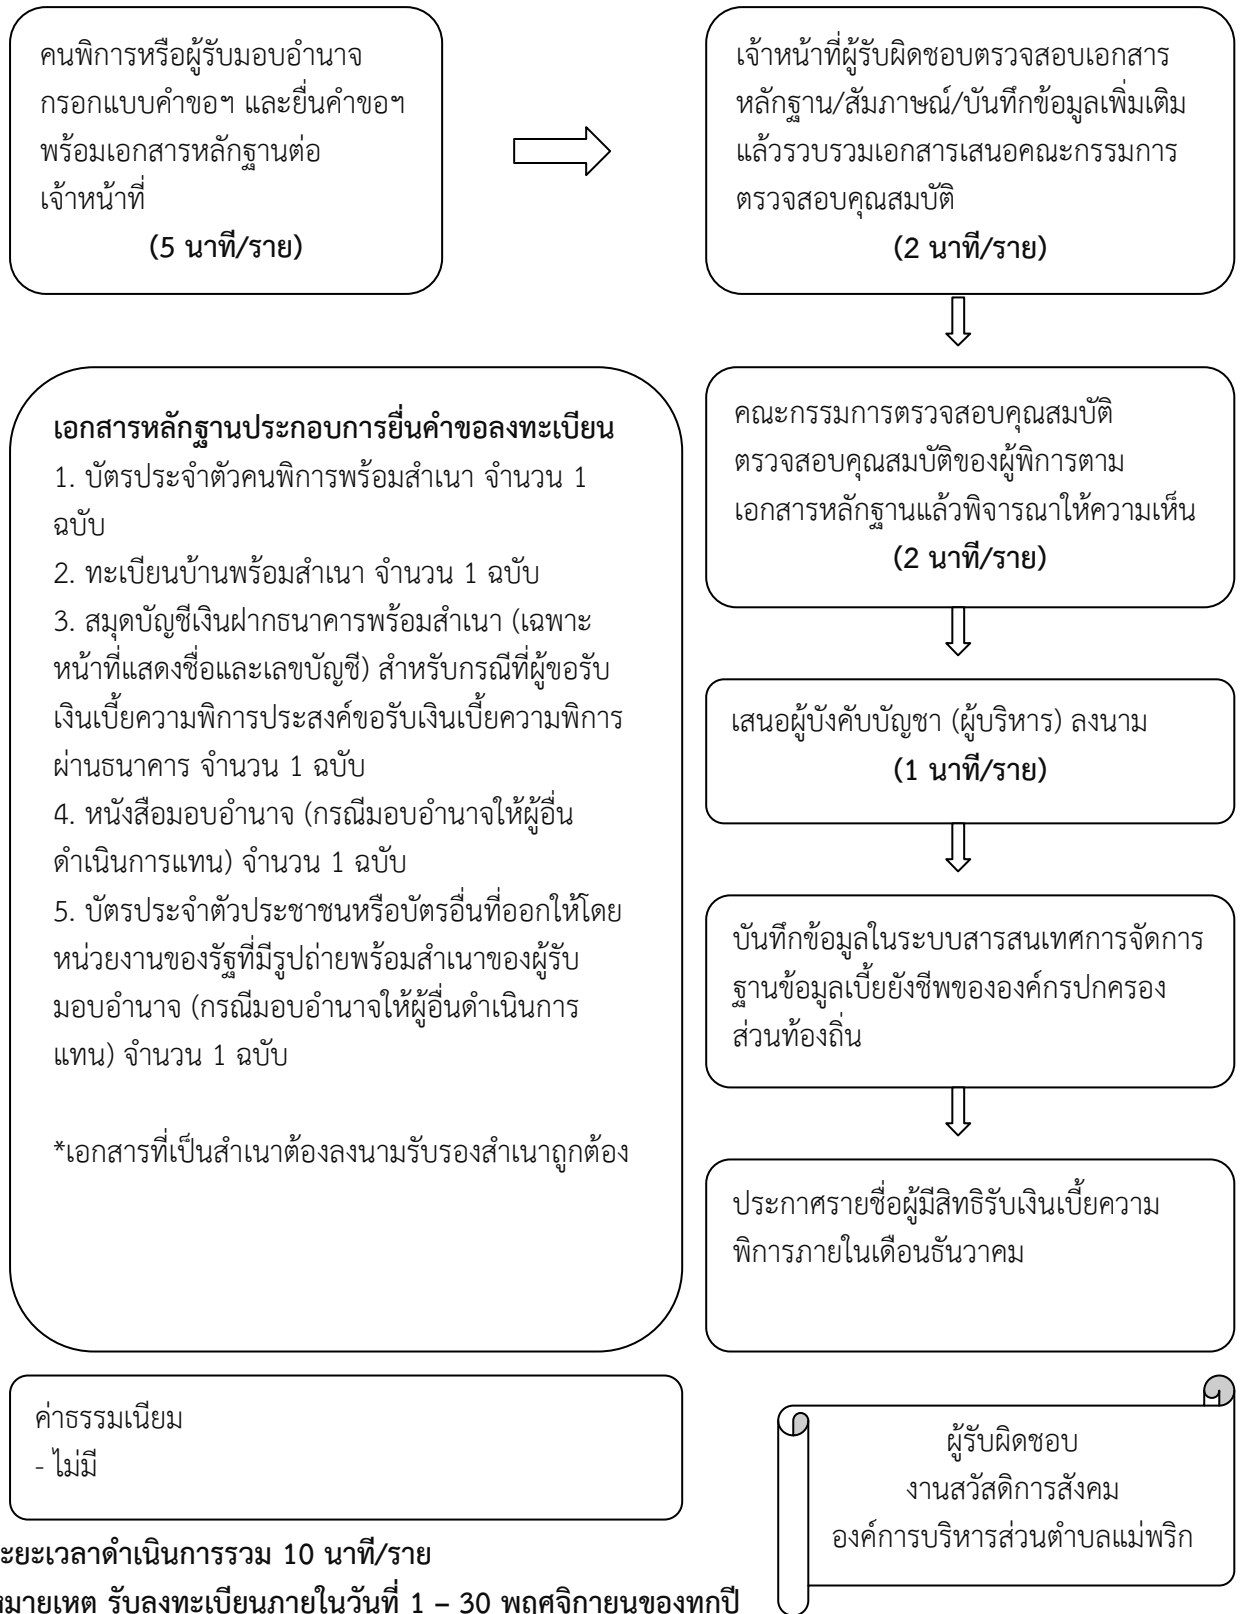 คนพิการหรือผู้รับมอบอำนาจ
กรอกแบบคำขอฯ และยื่นคำขอฯ
พร้อมเอกสารหลักฐานต่อ
เจ้าหน้าที่
(5 นาที/ราย)
เจ้าหน้าที่ผู้รับผิดชอบตรวจสอบเอกสาร
หลักฐาน/สัมภาษณ์/บันทึกข้อมูลเพิ่มเติม
แล้วรวบรวมเอกสารเสนอคณะกรรมการ
ตรวจสอบคุณสมบัติ
(2 นาที/ราย)
คณะกรรมการตรวจสอบคุณสมบัติ
ตรวจสอบคุณสมบัติของผู้พิการตาม
เอกสารหลักฐานแล้วพิจารณาให้ความเห็น
(2 นาที/ราย)
เสนอผู้บังคับบัญชา (ผู้บริหาร) ลงนาม
(1 นาที/ราย)
บันทึกข้อมูลในระบบสารสนเทศการจัดการ
ฐานข้อมูลเบี้ยยังชีพขององค์กรปกครอง
ส่วนท้องถิ่น
ประกาศรายชื่อผู้มีสิทธิรับเงินเบี้ยความ
พิการภายในเดือนธันวาคม
เอกสารหลักฐานประกอบการยื่นคำขอลงทะเบียน
1. บัตรประจำตัวคนพิการพร้อมสำเนา จำนวน 1
ฉบับ
2. ทะเบียนบ้านพร้อมสำเนา จำนวน 1 ฉบับ
3. สมุดบัญชีเงินฝากธนาคารพร้อมสำเนา (เฉพาะ
หน้าที่แสดงชื่อและเลขบัญชี) สำหรับกรณีที่ผู้ขอรับ
เงินเบี้ยความพิการประสงค์ขอรับเงินเบี้ยความพิการ
ผ่านธนาคาร จำนวน 1 ฉบับ
4. หนังสือมอบอำนาจ (กรณีมอบอำนาจให้ผู้อื่น
ดำเนินการแทน) จำนวน 1 ฉบับ
5. บัตรประจำตัวประชาชนหรือบัตรอื่นที่ออกให้โดย
หน่วยงานของรัฐที่มีรูปถ่ายพร้อมสำเนาของผู้รับ
มอบอำนาจ (กรณีมอบอำนาจให้ผู้อื่นดำเนินการ
แทน) จำนวน 1 ฉบับ
*เอกสารที่เป็นสำเนาต้องลงนามรับรองสำเนาถูกต้อง
ค่าธรรมเนียม
- ไม่มี
ผู้รับผิดชอบ
งานสวัสดิการสังคม
องค์การบริหารส่วนตำบลแม่พริก
ะยะเวลาดำเนินการรวม 10 นาที/ราย
หมายเหต รับลงทะเบียนภายในวันที่ 1 – 30 พฤศจิกายนของทกปี